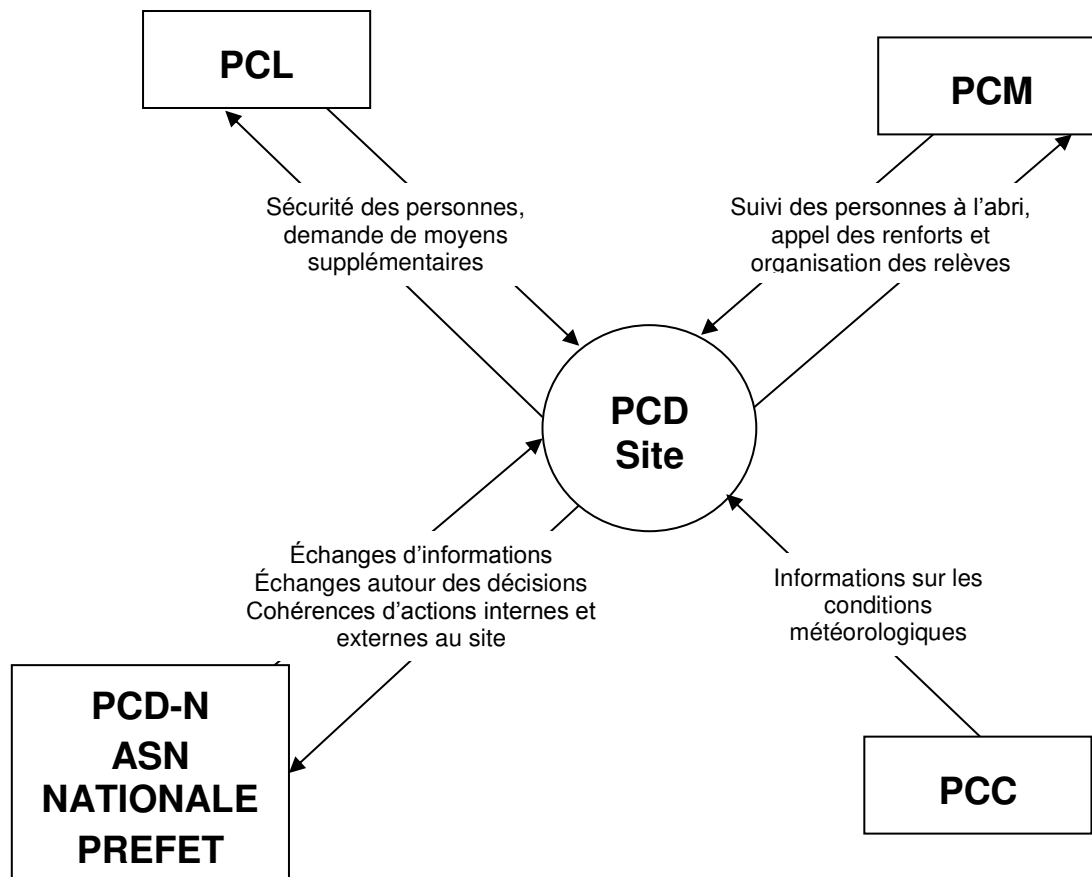 PCL
PCM
Sécurité des personnes,
demande de moyens
supplémentaires
Suivi des personnes à l'abri,
appel des renforts et
organisation des relèves
PCD
Site
Échanges d'informations
Échanges autour des décisions
Cohérences d'actions internes et
externes au site
Informations sur les
conditions
météorologiques
PCD-N
ASN
NATIONALE
PREFET
PCC